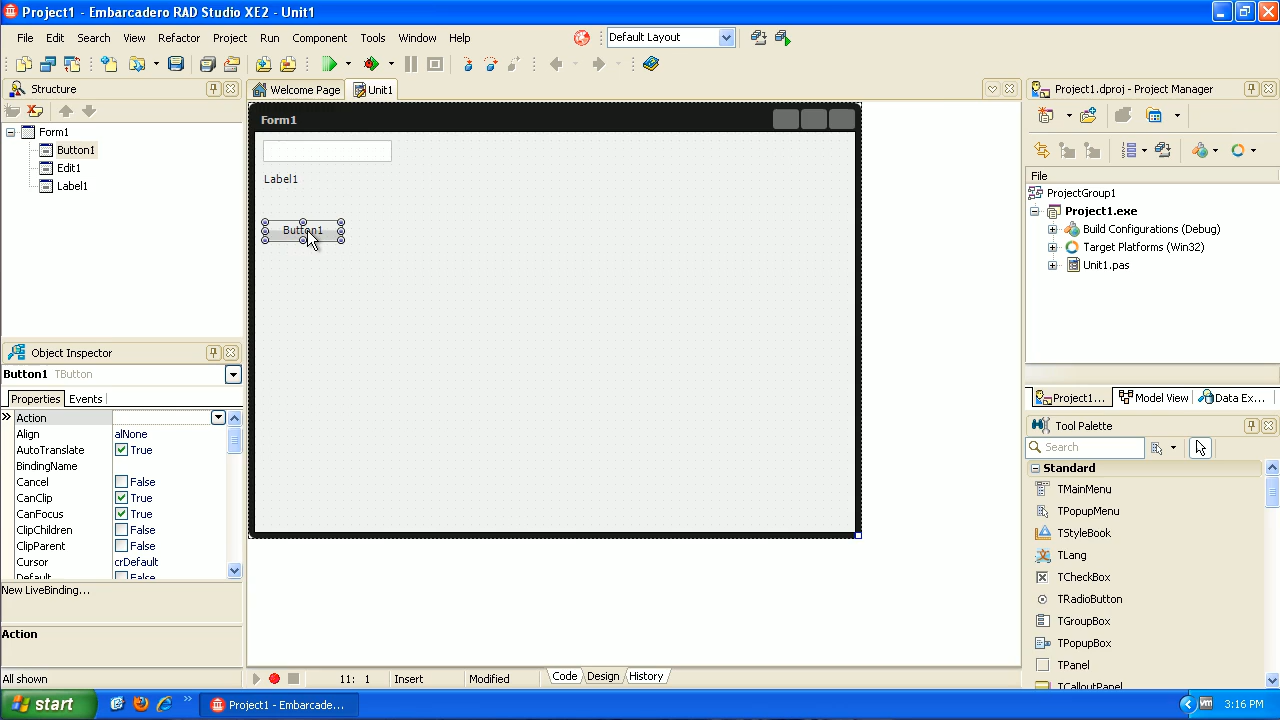 Project1 - Embarcadero RAD Studio XE2 - Unit1
File Edit Search View Refactor Project Run Component Tools Window Help
Default Layout
Structure
Form1
Button1
Edit1
Label1
Object Inspector
Button1 TButton
Properties Events
Action
Align alNone
AutoTranslate True
BindingName
Cancel False
CanClip True
CanFocus True
ClipChildren False
ClipParent False
Cursor crDefault
Default False
New LiveBinding...
Action
All shown
Welcome Page Unit1
Form1
Label1
Button1
11: 1 Insert Modified Code Design History
Project1.dproj - Project Manager
File
ProjectGroup1
Project1.exe
Build Configurations (Debug)
Target Platforms (Win32)
Unit1.pas
Project1... Model View Data Ex...
Tool Palette
Search
Standard
TMainMenu
TPopupMenu
TStyleBook
TLang
TCheckBox
TRadioButton
TGroupBox
TPopupBox
TPanel
TCalloutPanel
start Project1 - Embarcade... 3:16 PM